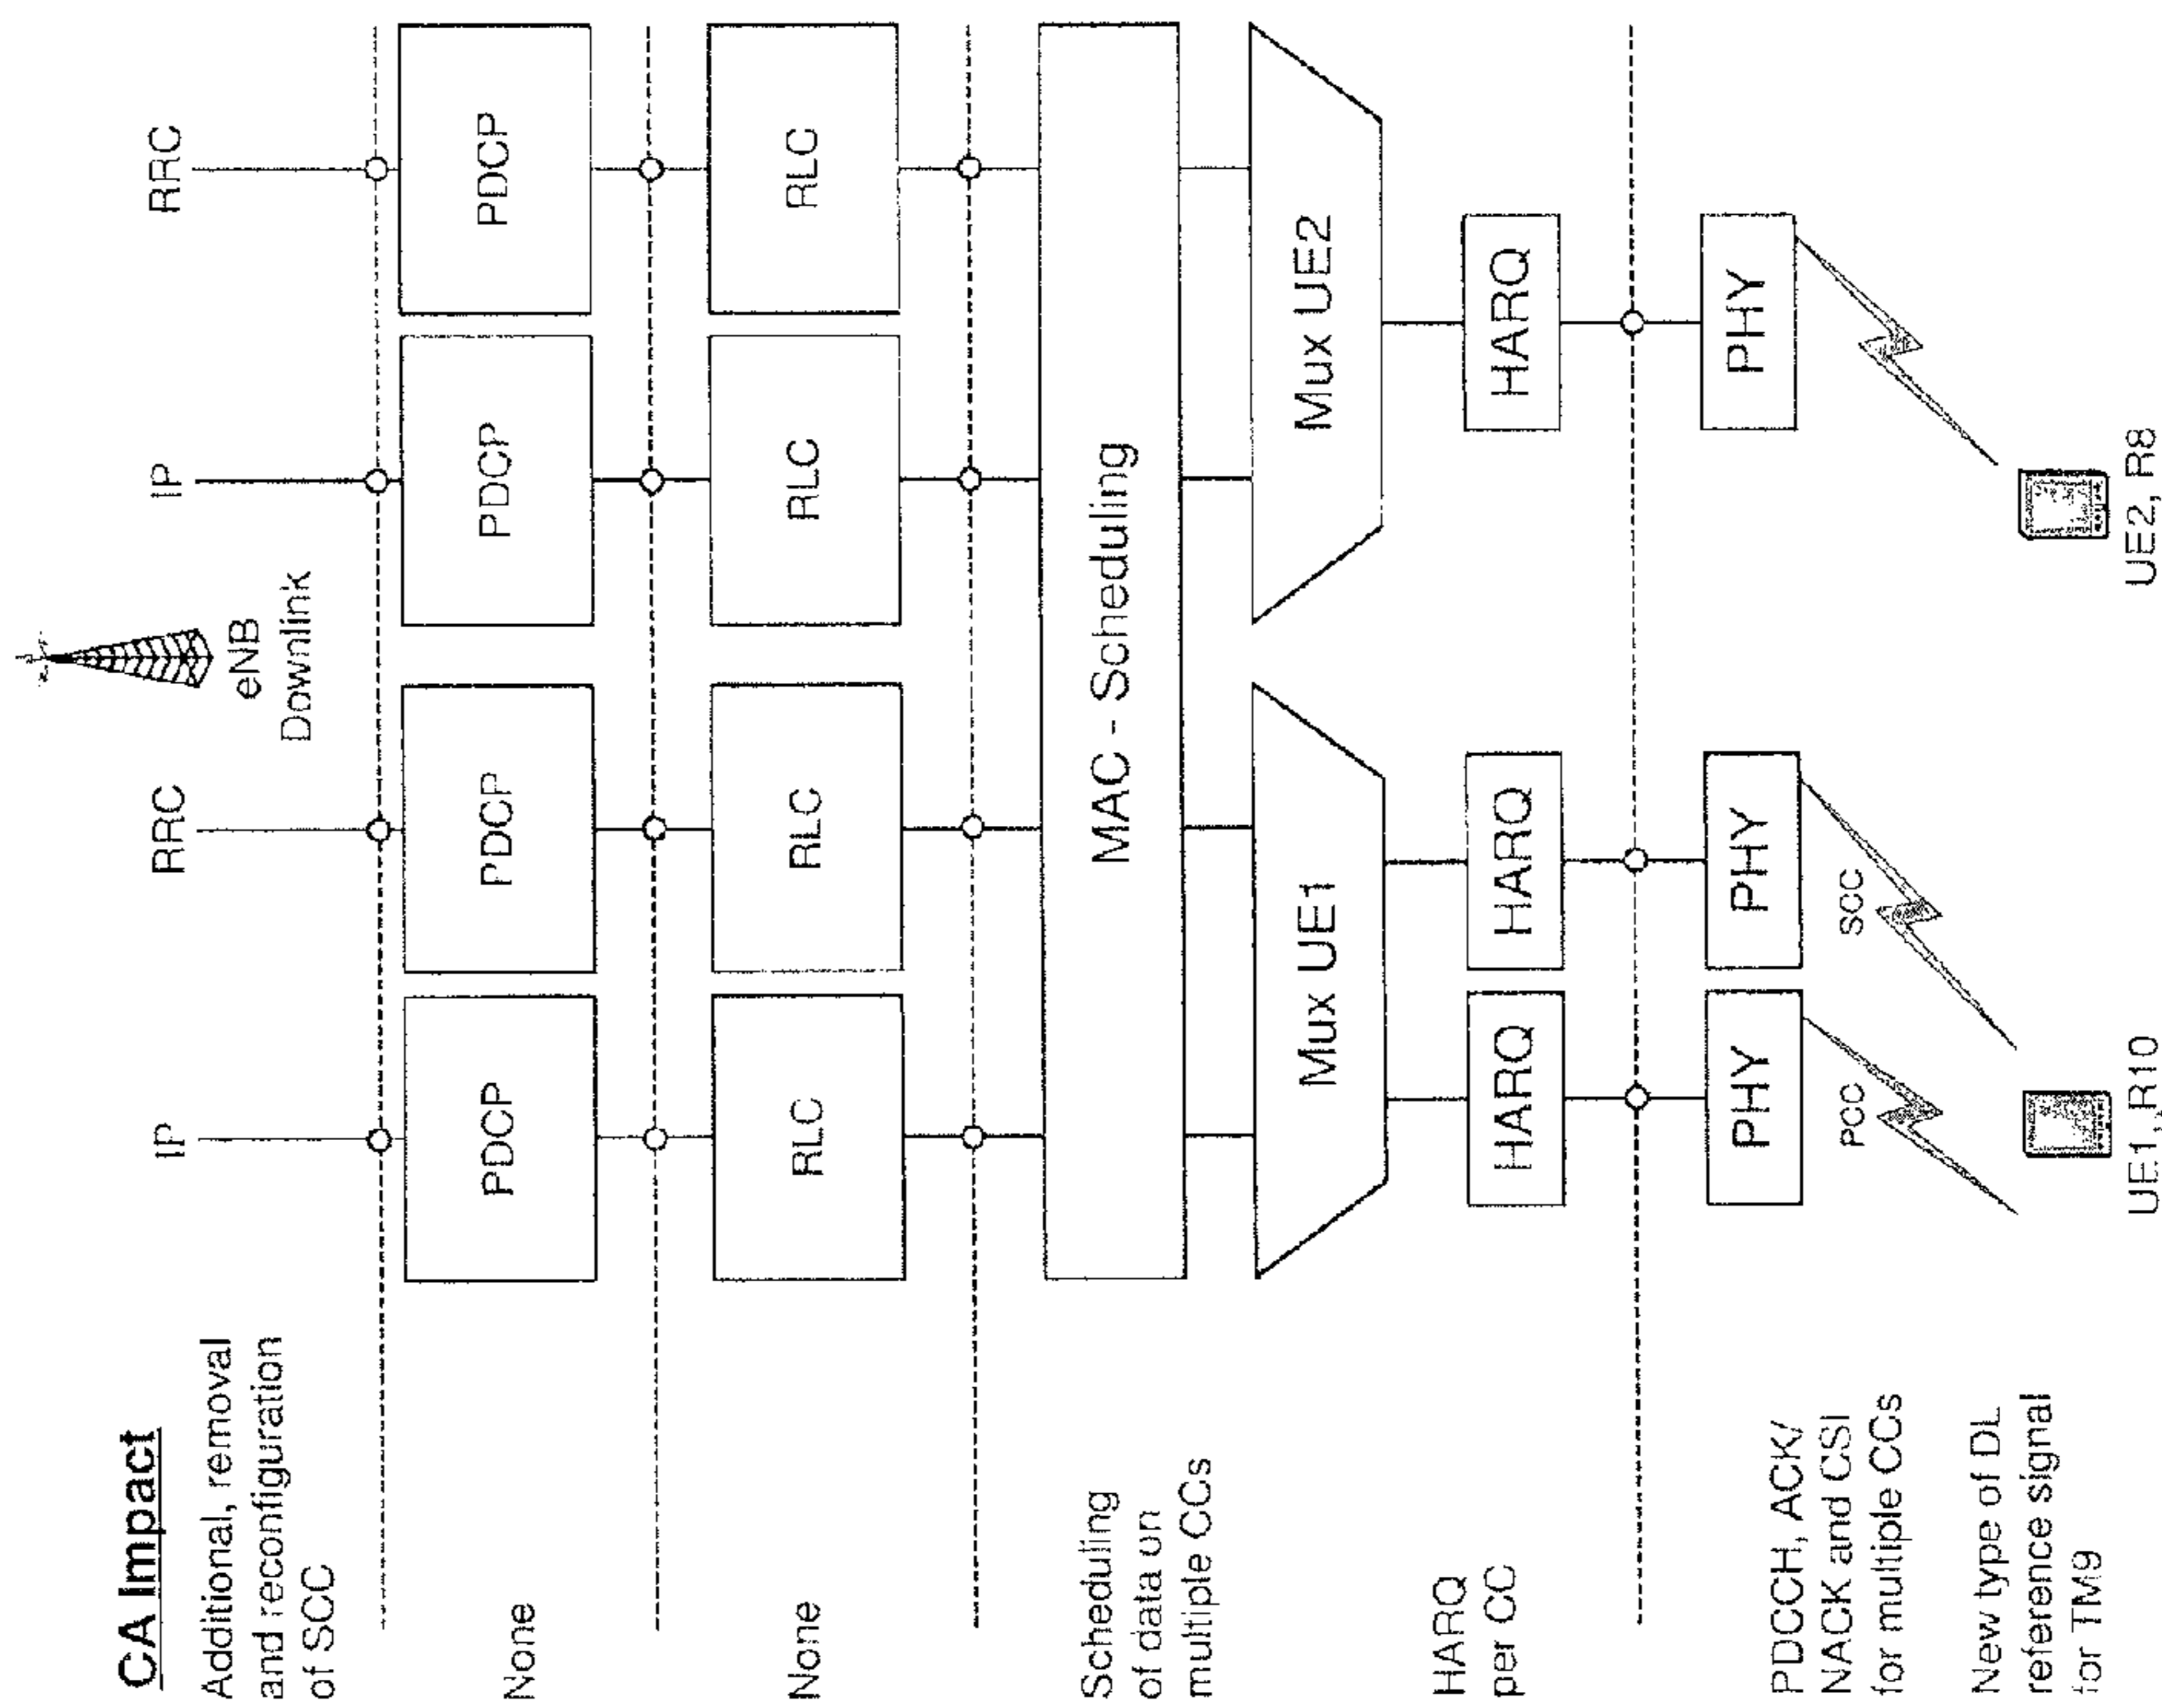 CA Impact
Additional, removal
and reconfiguration
of SCC
None
None
Scheduling
of data on
multiple CCs
HARQ
per CC
PDCCH, ACK/
NACK and CSI
for multiple CCs
New type of DL
reference signal
for TM9
eNB
Downlink
IP
RRC
IP
RRC
PDCP
PDCP
PDCP
PDCP
RLC
RLC
RLC
RLC
MAC - Scheduling
Mux UE1
Mux UE2
HARQ
HARQ
HARQ
PHY
PHY
PHY
PCC
SCC
UE1, R10
UE2, R8